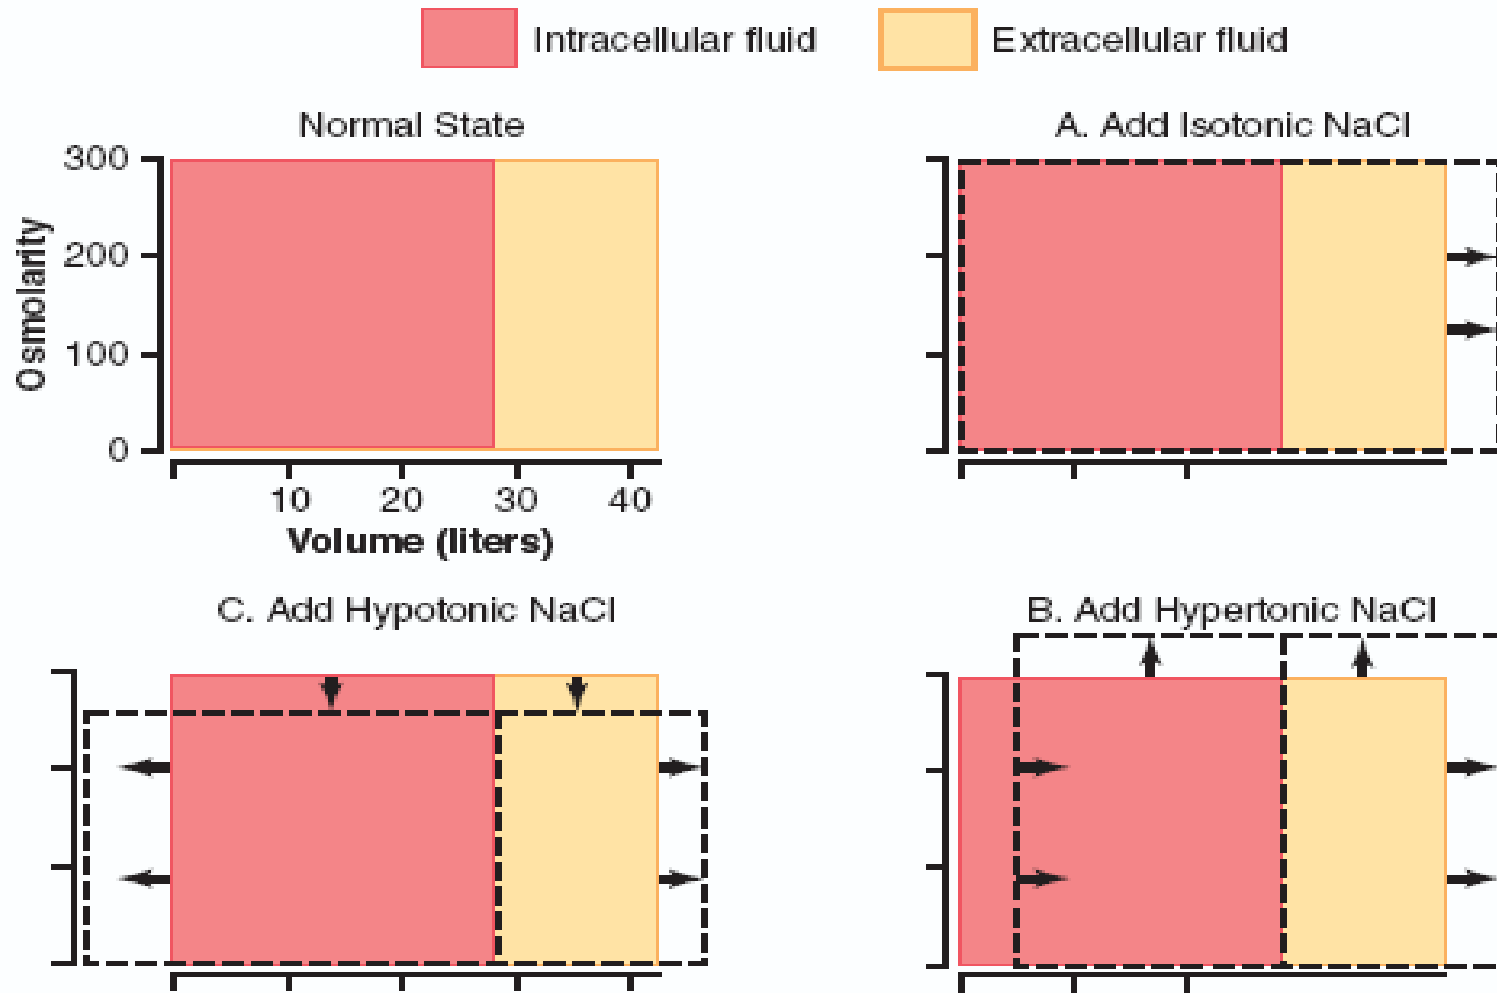 Intracellular fluid
Extracellular fluid
Normal State
A. Add Isotonic NaCl
300
200
100
0
Osmolarity
10 20 30 40
Volume (liters)
C. Add Hypotonic NaCl
B. Add Hypertonic NaCl